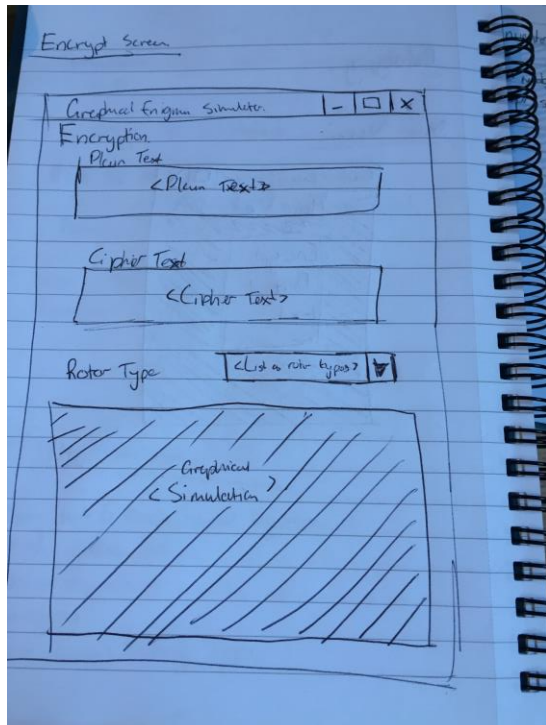 Encrypt Screen
Graphical Enigma Simulator - □ X
Encryption
Plain Text
<Plain Text>
Cipher Text
<Cipher Text>
Rotor Type <List of rotor types>
<Graphical
Simulation>